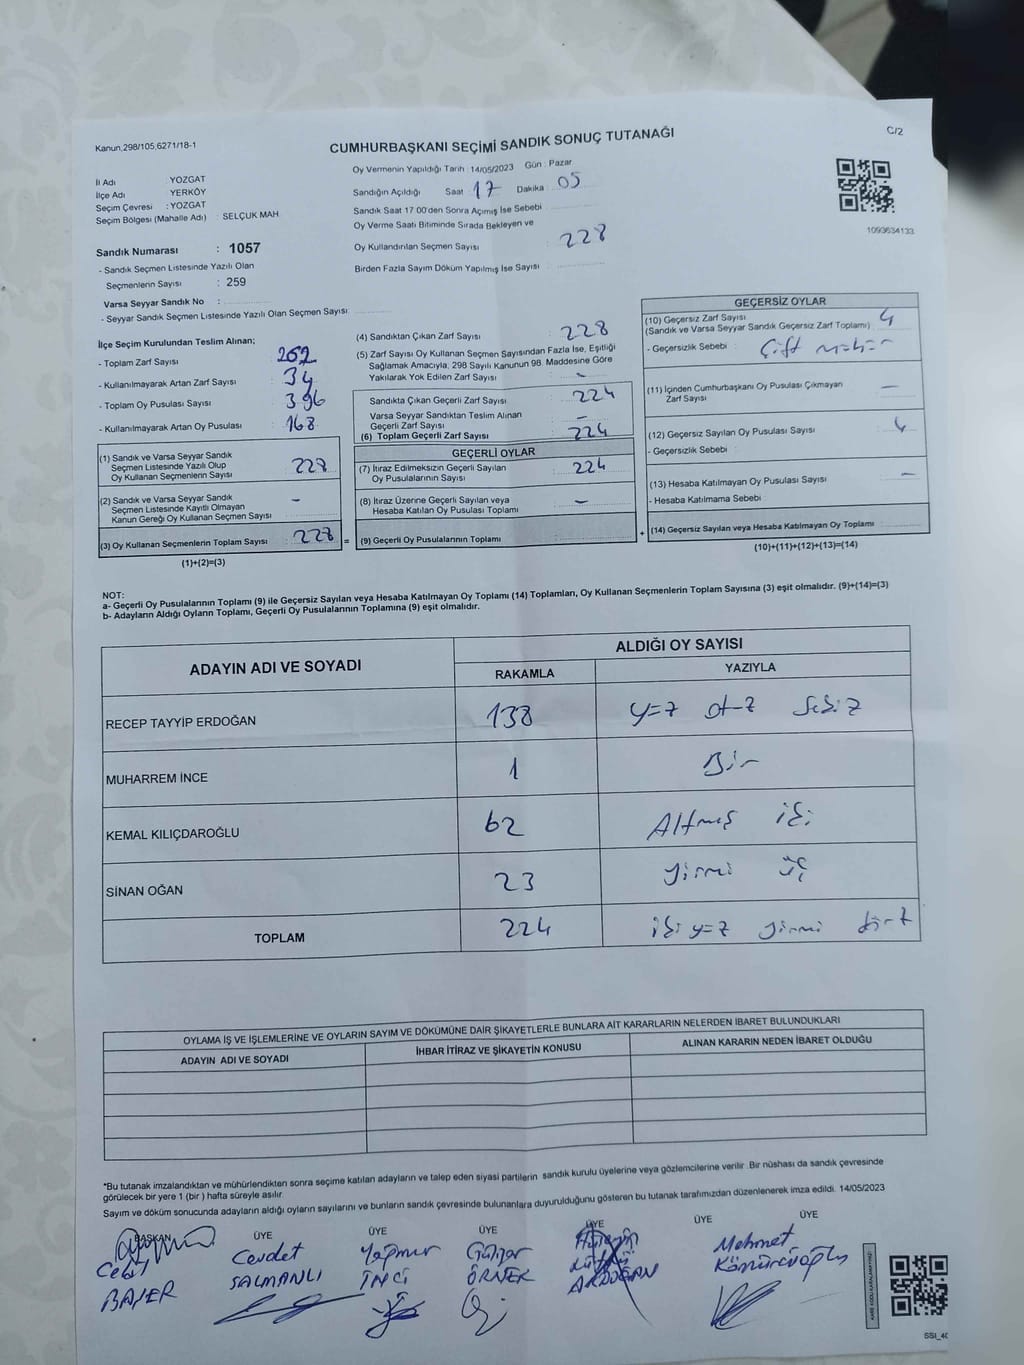 Kanun,298/105,6271/18-1
CUMHURBAŞKANI SEÇİMİ SANDIK SONUÇ TUTANAĞI
C/2
Oy Vermenin Yapıldığı Tarih : 14/05/2023 Gün : Pazar
İl Adı YOZGAT
İlçe Adı YERKÖY
Seçim Çevresi : YOZGAT
Seçim Bölgesi (Mahalle Adı) : SELÇUK MAH.
Sandığın Açıldığı Saat 17 Dakika : 05
Sandık Saat 17:00'den Sonra Açımış İse Sebebi
Oy Verme Saati Bitiminde Sırada Bekleyen ve
Oy Kullandırılan Seçmen Sayısı : 228
Birden Fazla Sayım Döküm Yapılmış İse Sayısı :
1093634133
Sandık Numarası : 1057
- Sandık Seçmen Listesinde Yazılı Olan
Seçmenlerin Sayısı : 259
Varsa Seyyar Sandık No :
- Seyyar Sandık Seçmen Listesinde Yazılı Olan Seçmen Sayısı
İlçe Seçim Kurulundan Teslim Alınan;
- Toplam Zarf Sayısı : 262
- Kullanılmayarak Artan Zarf Sayısı : 34
- Toplam Oy Pusulası Sayısı : 396
- Kullanılmayarak Artan Oy Pusulası : 168
(1) Sandık ve Varsa Seyyar Sandık
Seçmen Listesinde Yazılı Olup
Oy Kullanan Seçmenlerin Sayısı : 228
(2) Sandık ve Varsa Seyyar Sandık
Seçmen Listesinde Kayıtlı Olmayan
Kanun Gereği Oy Kullanan Seçmen Sayısı : -
(3) Oy Kullanan Seçmenlerin Toplam Sayısı : 228
(1)+(2)=(3)
(4) Sandıktan Çıkan Zarf Sayısı : 228
(5) Zarf Sayısı Oy Kullanan Seçmen Sayısından Fazla İse, Eşitliği
Sağlamak Amacıyla, 298 Sayılı Kanunun 98. Maddesine Göre
Yakılarak Yok Edilen Zarf Sayısı : -
Sandıkta Çıkan Geçerli Zarf Sayısı : 224
Varsa Seyyar Sandıktan Teslim Alınan
Geçerli Zarf Sayısı : -
(6) Toplam Geçerli Zarf Sayısı : 224
GEÇERLİ OYLAR
(7) İtiraz Edilmeksizin Geçerli Sayılan
Oy Pusulalarının Sayısı : 224
(8) İtiraz Üzerine Geçerli Sayılan veya
Hesaba Katılan Oy Pusulası Toplamı : -
= (9) Geçerli Oy Pusulalarının Toplamı :
GEÇERSİZ OYLAR
(10) Geçersiz Zarf Sayısı : 4
(Sandık ve Varsa Seyyar Sandık Geçersiz Zarf Toplamı)
- Geçersizlik Sebebi : Çift mühür
(11) İçinden Cumhurbaşkanı Oy Pusulası Çıkmayan
Zarf Sayısı : -
(12) Geçersiz Sayılan Oy Pusulası Sayısı : 4
- Geçersizlik Sebebi :
(13) Hesaba Katılmayan Oy Pusulası Sayısı : -
- Hesaba Katılmama Sebebi :
+ (14) Geçersiz Sayılan veya Hesaba Katılmayan Oy Toplamı :
(10)+(11)+(12)+(13)=(14)
NOT:
a- Geçerli Oy Pusulalarının Toplamı (9) ile Geçersiz Sayılan veya Hesaba Katılmayan Oy Toplamı (14) Toplamları, Oy Kullanan Seçmenlerin Toplam Sayısına (3) eşit olmalıdır. (9)+(14)=(3)
b- Adayların Aldığı Oyların Toplamı, Geçerli Oy Pusulalarının Toplamına (9) eşit olmalıdır.
ADAYIN ADI VE SOYADI
ALDIĞI OY SAYISI
RAKAMLA YAZIYLA
RECEP TAYYİP ERDOĞAN 138 yüz otuz sekiz
MUHARREM İNCE 1 Bir
KEMAL KILIÇDAROĞLU 62 Altmış iki
SİNAN OĞAN 23 yirmi üç
TOPLAM 224 iki yüz yirmi dört
OYLAMA İŞ VE İŞLEMLERİNE VE OYLARIN SAYIM VE DÖKÜMÜNE DAİR ŞİKAYETLERLE BUNLARA AİT KARARLARIN NELERDEN İBARET BULUNDUKLARI
ADAYIN ADI VE SOYADI İHBAR İTİRAZ VE ŞİKAYETİN KONUSU ALINAN KARARIN NEDEN İBARET OLDUĞU
*Bu tutanak imzalandıktan ve mühürlendikten sonra seçime katılan adayların ve talep eden siyasi partilerin sandık kurulu üyelerine veya gözlemcilerine verilir. Bir nüshası da sandık çevresinde
görülecek bir yere 1 (bir) hafta süreyle asılır.
Sayım ve döküm sonucunda adayların aldığı oyların sayılarını ve bunların sandık çevresinde bulunanlara duyurulduğunu gösteren bu tutanak tarafımızdan düzenlenerek imza edildi. 14/05/2023
BAŞKAN ÜYE ÜYE ÜYE ÜYE ÜYE ÜYE
Cevdet SALMANLI
Yağmur İNCİ
Gülizar ÖRNEK
ARDOĞAN
Mehmet Kömürcüoğlu
KARE KODU KARALAMAYINIZ!